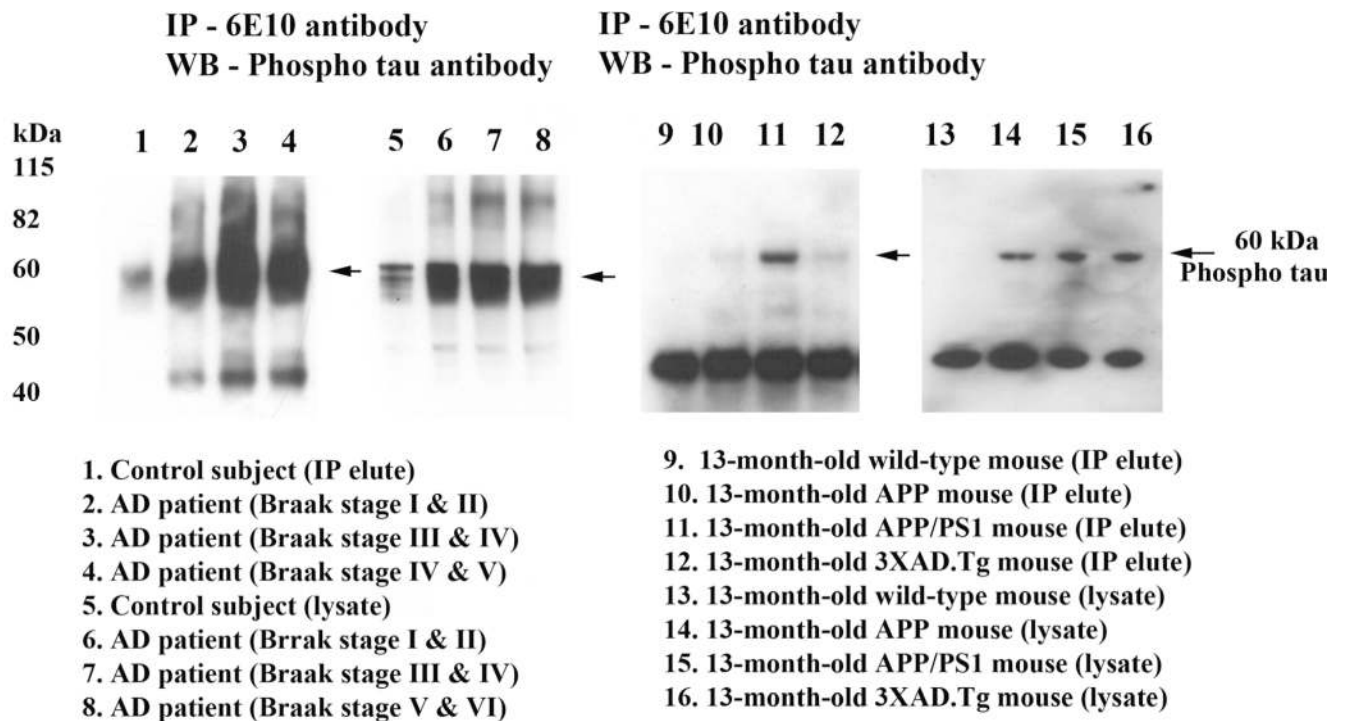 IP - 6E10 antibody
WB - Phospho tau antibody
IP - 6E10 antibody
WB - Phospho tau antibody
kDa
115
82
60
50
40
1 2 3 4 5 6 7 8
9 10 11 12 13 14 15 16
60 kDa
Phospho tau
1. Control subject (IP elute)
2. AD patient (Braak stage I & II)
3. AD patient (Braak stage III & IV)
4. AD patient (Braak stage IV & V)
5. Control subject (lysate)
6. AD patient (Brrak stage I & II)
7. AD patient (Braak stage III & IV)
8. AD patient (Braak stage V & VI)
9. 13-month-old wild-type mouse (IP elute)
10. 13-month-old APP mouse (IP elute)
11. 13-month-old APP/PS1 mouse (IP elute)
12. 13-month-old 3XAD.Tg mouse (IP elute)
13. 13-month-old wild-type mouse (lysate)
14. 13-month-old APP mouse (lysate)
15. 13-month-old APP/PS1 mouse (lysate)
16. 13-month-old 3XAD.Tg mouse (lysate)